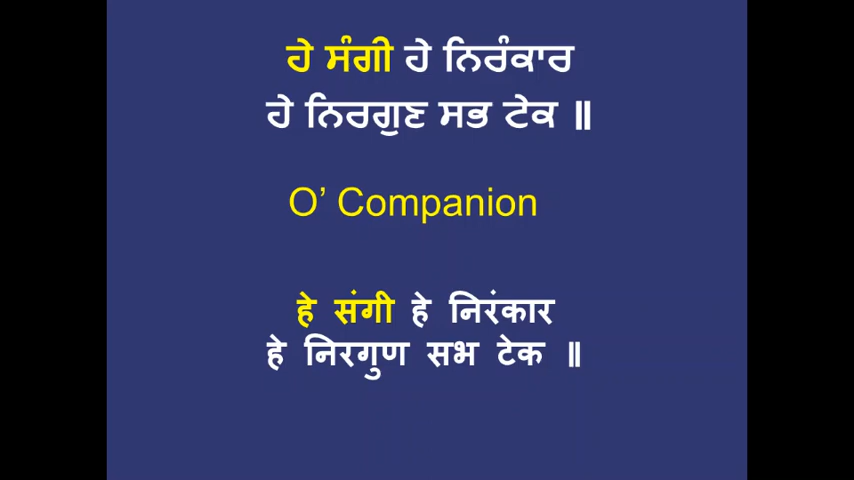 ਹੇ ਸੰਗੀ ਹੇ ਨਿਰੰਕਾਰ
ਹੇ ਨਿਰਗੁਣ ਸਭ ਟੇਕ ॥
O’ Companion
हे संगी हे निरंकार
हे निरगुण सभ टेक ॥